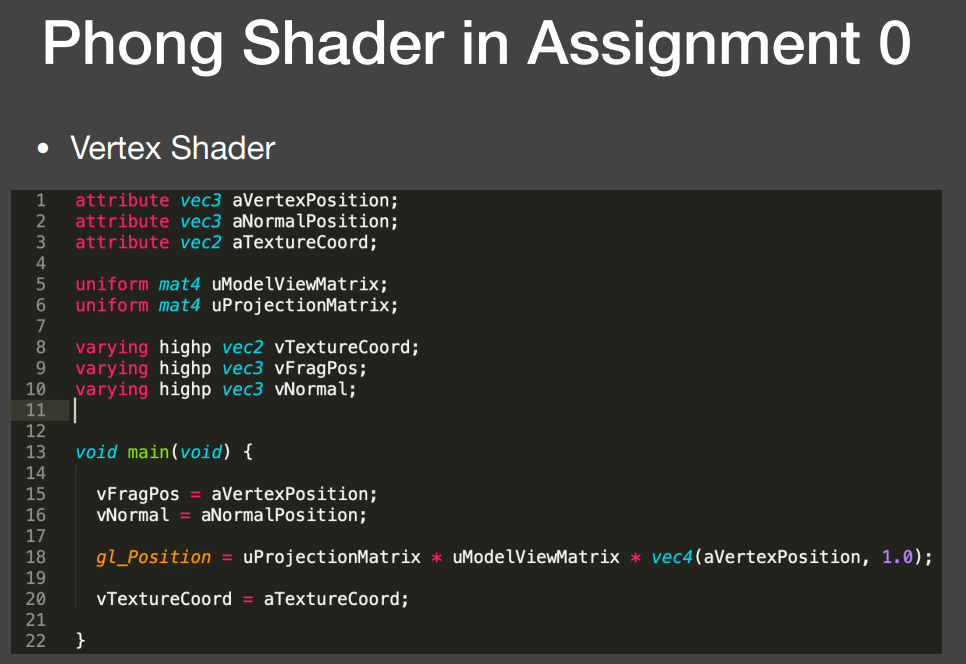 Phong Shader in Assignment 0
• Vertex Shader
1 attribute vec3 aVertexPosition;
2 attribute vec3 aNormalPosition;
3 attribute vec2 aTextureCoord;
4
5 uniform mat4 uModelViewMatrix;
6 uniform mat4 uProjectionMatrix;
7
8 varying highp vec2 vTextureCoord;
9 varying highp vec3 vFragPos;
10 varying highp vec3 vNormal;
11
12
13 void main(void) {
14
15   vFragPos = aVertexPosition;
16   vNormal = aNormalPosition;
17
18   gl_Position = uProjectionMatrix * uModelViewMatrix * vec4(aVertexPosition, 1.0);
19
20   vTextureCoord = aTextureCoord;
21
22 }